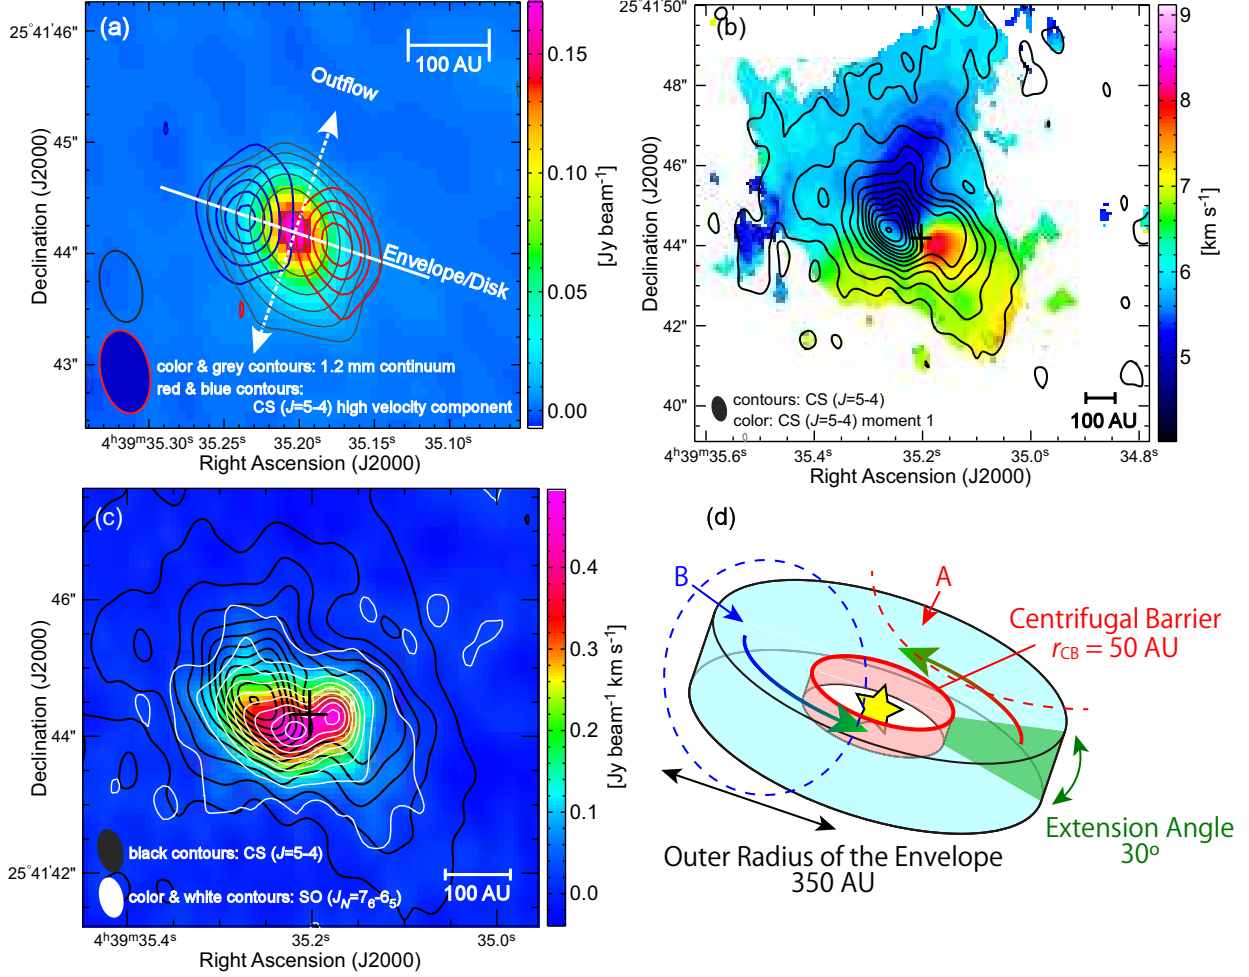 (a)
25°41'46"
45"
44"
43"
Declination (J2000)
100 AU
Outflow
Envelope/Disk
color & grey contours: 1.2 mm continuum
red & blue contours:
CS (J=5-4) high velocity component
4ʰ39ᵐ35.30ˢ
35.25ˢ
35.20ˢ
35.15ˢ
35.10ˢ
Right Ascension (J2000)
0.15
0.10
0.05
0.00
[Jy beam⁻¹]
(b)
25°41'50"
48"
46"
44"
42"
40"
Declination (J2000)
contours: CS (J=5-4)
color: CS (J=5-4) moment 1
100 AU
4ʰ39ᵐ35.6ˢ
35.4ˢ
35.2ˢ
35.0ˢ
34.8ˢ
Right Ascension (J2000)
9
8
7
6
5
[km s⁻¹]
(c)
46"
44"
25°41'42"
Declination (J2000)
black contours: CS (J=5-4)
color & white contours: SO (J_N=7₆-6₅)
100 AU
4ʰ39ᵐ35.4ˢ
35.2ˢ
35.0ˢ
Right Ascension (J2000)
0.4
0.3
0.2
0.1
0.0
[Jy beam⁻¹ km s⁻¹]
(d)
B
A
Centrifugal Barrier
r_CB = 50 AU
Extension Angle
30º
Outer Radius of the Envelope
350 AU